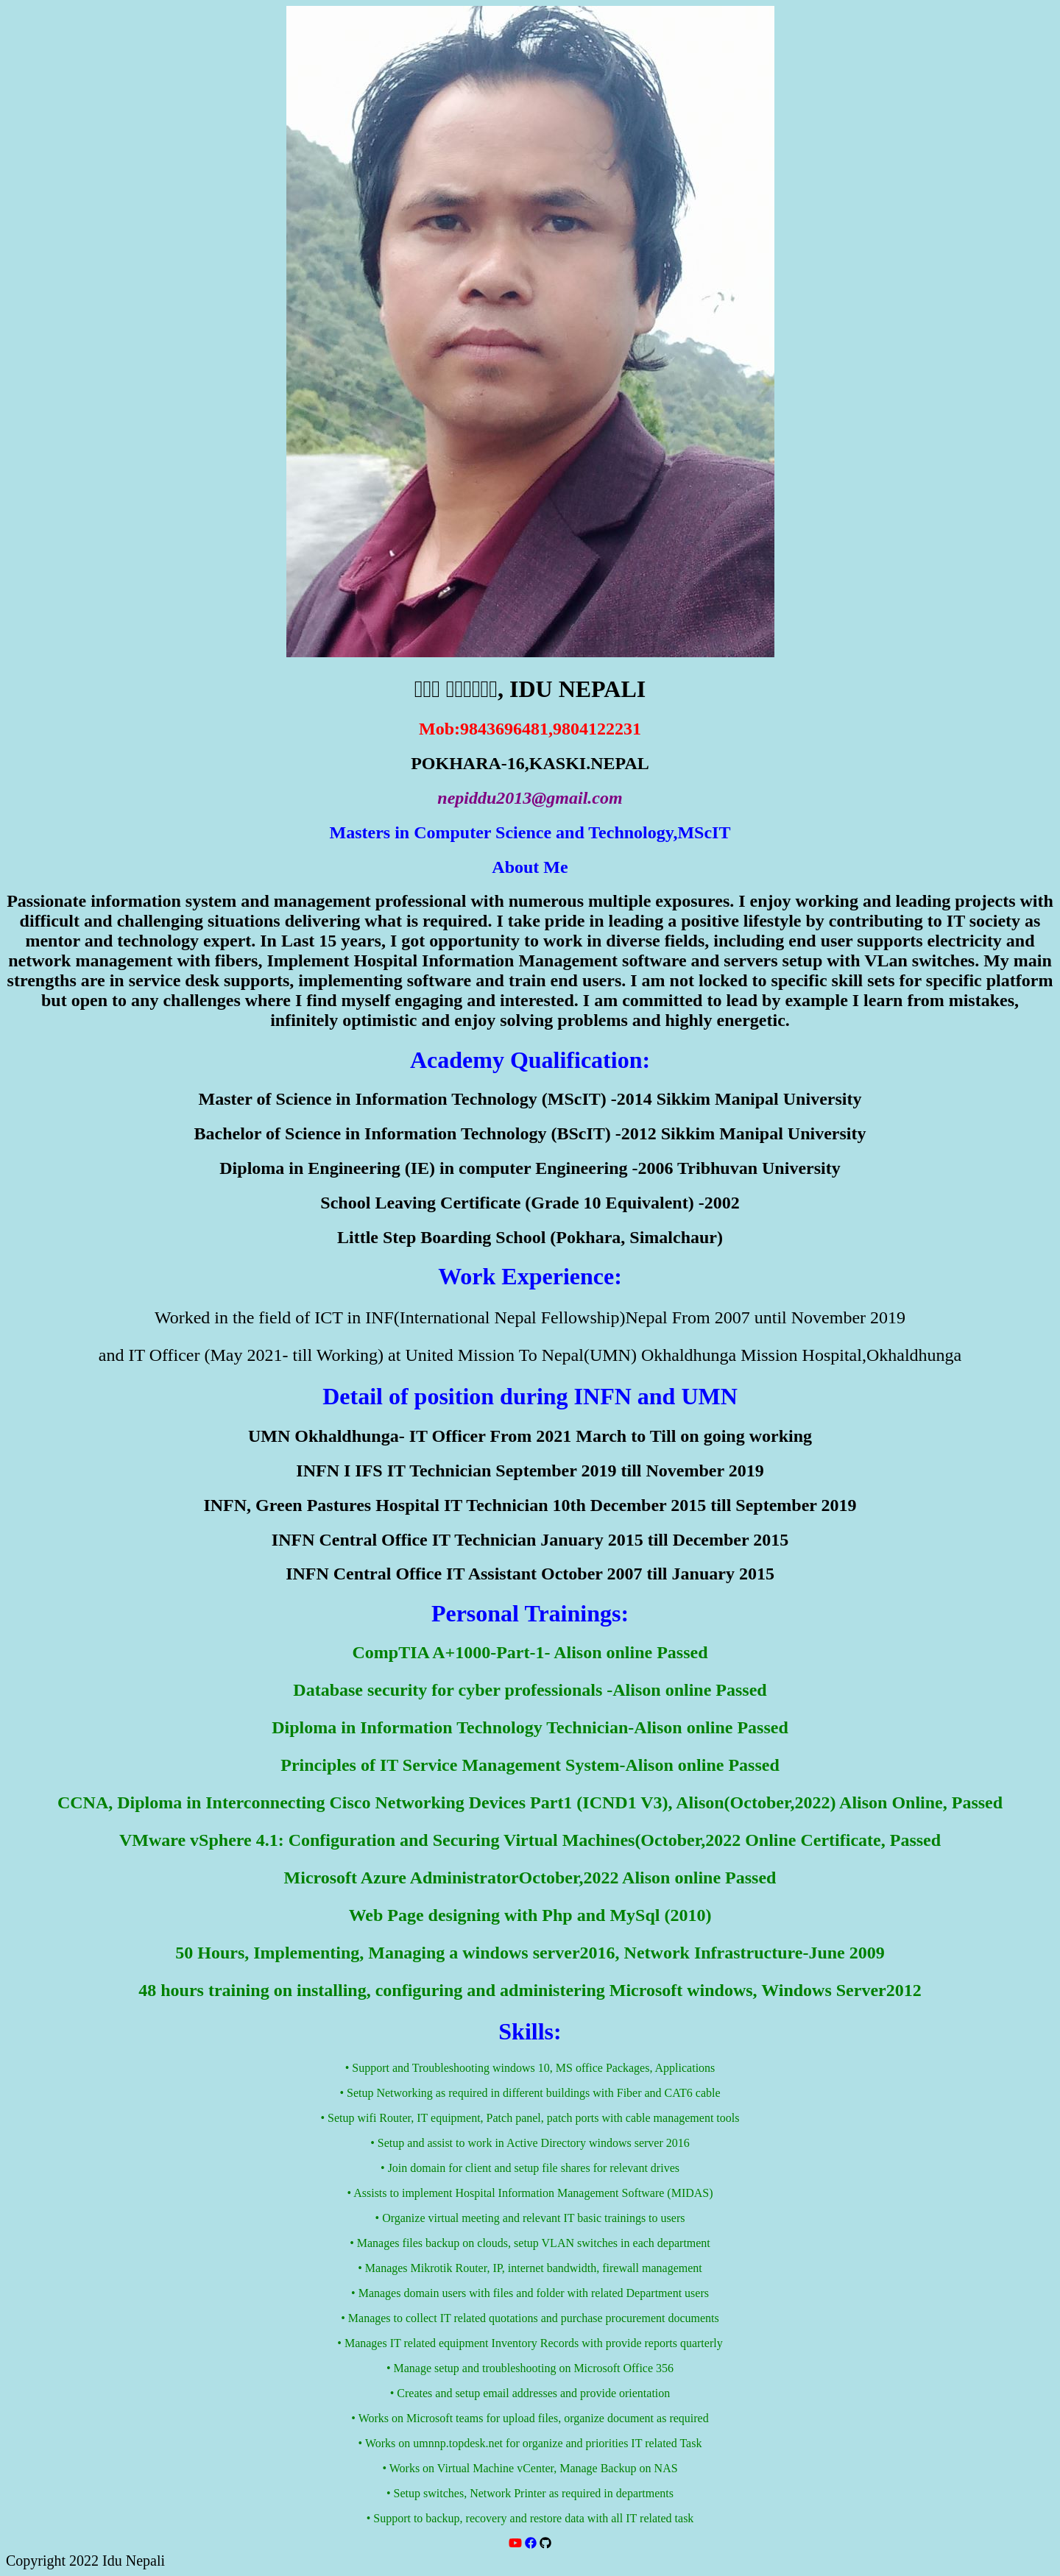 , IDU NEPALI
Mob:9843696481,9804122231
POKHARA-16,KASKI.NEPAL
nepiddu2013@gmail.com
Masters in Computer Science and Technology,MScIT
About Me
Passionate information system and management professional with numerous multiple exposures. I enjoy working and leading projects with
difficult and challenging situations delivering what is required. I take pride in leading a positive lifestyle by contributing to IT society as
mentor and technology expert. In Last 15 years, I got opportunity to work in diverse fields, including end user supports electricity and
network management with fibers, Implement Hospital Information Management software and servers setup with VLan switches. My main
strengths are in service desk supports, implementing software and train end users. I am not locked to specific skill sets for specific platform
but open to any challenges where I find myself engaging and interested. I am committed to lead by example I learn from mistakes,
infinitely optimistic and enjoy solving problems and highly energetic.
Academy Qualification:
Master of Science in Information Technology (MScIT) -2014 Sikkim Manipal University
Bachelor of Science in Information Technology (BScIT) -2012 Sikkim Manipal University
Diploma in Engineering (IE) in computer Engineering -2006 Tribhuvan University
School Leaving Certificate (Grade 10 Equivalent) -2002
Little Step Boarding School (Pokhara, Simalchaur)
Work Experience:
Worked in the field of ICT in INF(International Nepal Fellowship)Nepal From 2007 until November 2019
and IT Officer (May 2021- till Working) at United Mission To Nepal(UMN) Okhaldhunga Mission Hospital,Okhaldhunga
Detail of position during INFN and UMN
UMN Okhaldhunga- IT Officer From 2021 March to Till on going working
INFN I IFS IT Technician September 2019 till November 2019
INFN, Green Pastures Hospital IT Technician 10th December 2015 till September 2019
INFN Central Office IT Technician January 2015 till December 2015
INFN Central Office IT Assistant October 2007 till January 2015
Personal Trainings:
CompTIA A+1000-Part-1- Alison online Passed
Database security for cyber professionals -Alison online Passed
Diploma in Information Technology Technician-Alison online Passed
Principles of IT Service Management System-Alison online Passed
CCNA, Diploma in Interconnecting Cisco Networking Devices Part1 (ICND1 V3), Alison(October,2022) Alison Online, Passed
VMware vSphere 4.1: Configuration and Securing Virtual Machines(October,2022 Online Certificate, Passed
Microsoft Azure AdministratorOctober,2022 Alison online Passed
Web Page designing with Php and MySql (2010)
50 Hours, Implementing, Managing a windows server2016, Network Infrastructure-June 2009
48 hours training on installing, configuring and administering Microsoft windows, Windows Server2012
Skills:
• Support and Troubleshooting windows 10, MS office Packages, Applications
• Setup Networking as required in different buildings with Fiber and CAT6 cable
• Setup wifi Router, IT equipment, Patch panel, patch ports with cable management tools
• Setup and assist to work in Active Directory windows server 2016
• Join domain for client and setup file shares for relevant drives
• Assists to implement Hospital Information Management Software (MIDAS)
• Organize virtual meeting and relevant IT basic trainings to users
• Manages files backup on clouds, setup VLAN switches in each department
• Manages Mikrotik Router, IP, internet bandwidth, firewall management
• Manages domain users with files and folder with related Department users
• Manages to collect IT related quotations and purchase procurement documents
• Manages IT related equipment Inventory Records with provide reports quarterly
• Manage setup and troubleshooting on Microsoft Office 356
• Creates and setup email addresses and provide orientation
• Works on Microsoft teams for upload files, organize document as required
• Works on umnnp.topdesk.net for organize and priorities IT related Task
• Works on Virtual Machine vCenter, Manage Backup on NAS
• Setup switches, Network Printer as required in departments
• Support to backup, recovery and restore data with all IT related task
Copyright 2022 Idu Nepali